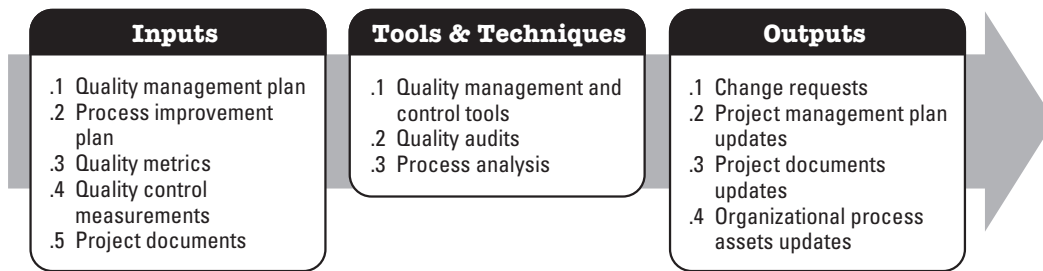 Inputs
.1 Quality management plan
.2 Process improvement
plan
.3 Quality metrics
.4 Quality control
measurements
.5 Project documents
Tools & Techniques
.1 Quality management and
control tools
.2 Quality audits
.3 Process analysis
Outputs
.1 Change requests
.2 Project management plan
updates
.3 Project documents
updates
.4 Organizational process
assets updates